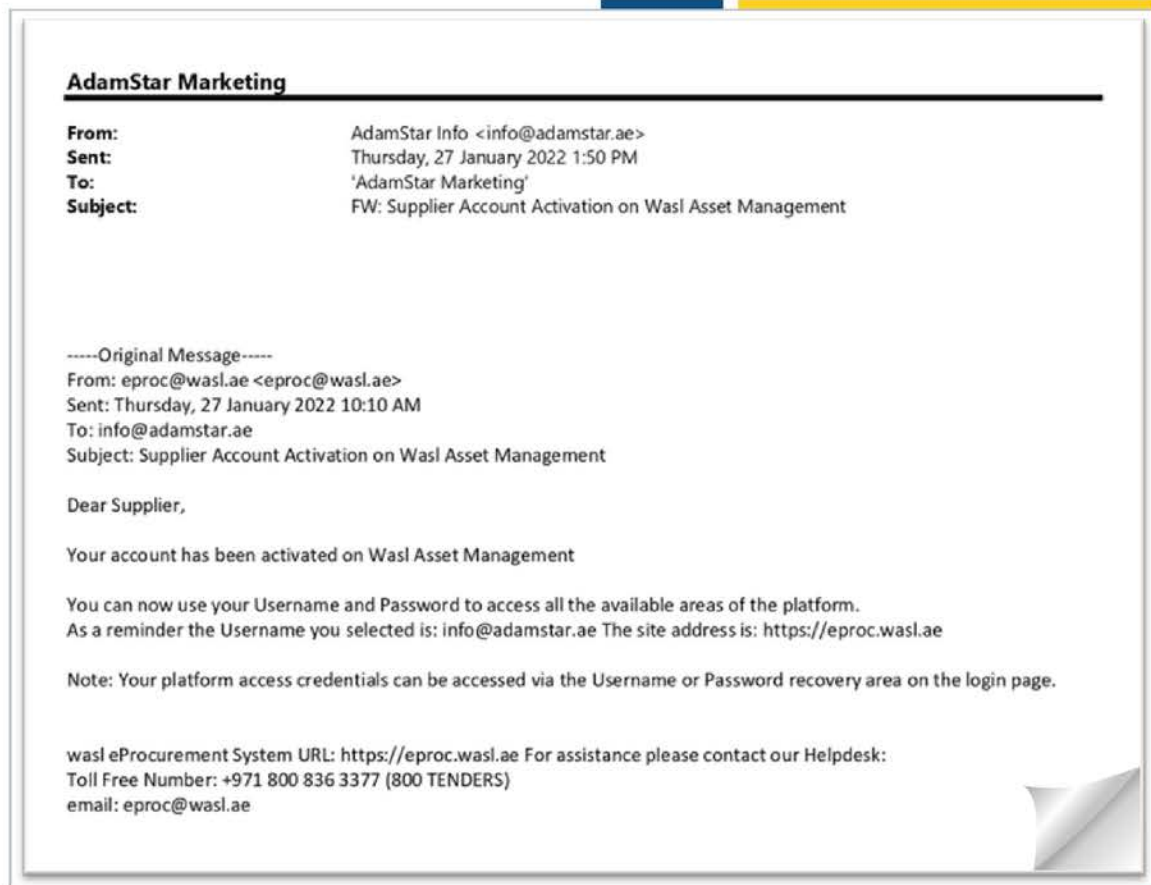 AdamStar Marketing
From: AdamStar Info <info@adamstar.ae>
Sent: Thursday, 27 January 2022 1:50 PM
To: 'AdamStar Marketing'
Subject: FW: Supplier Account Activation on Wasl Asset Management
-----Original Message-----
From: eproc@wasl.ae <eproc@wasl.ae>
Sent: Thursday, 27 January 2022 10:10 AM
To: info@adamstar.ae
Subject: Supplier Account Activation on Wasl Asset Management
Dear Supplier,
Your account has been activated on Wasl Asset Management
You can now use your Username and Password to access all the available areas of the platform.
As a reminder the Username you selected is: info@adamstar.ae The site address is: https://eproc.wasl.ae
Note: Your platform access credentials can be accessed via the Username or Password recovery area on the login page.
wasl eProcurement System URL: https://eproc.wasl.ae For assistance please contact our Helpdesk:
Toll Free Number: +971 800 836 3377 (800 TENDERS)
email: eproc@wasl.ae